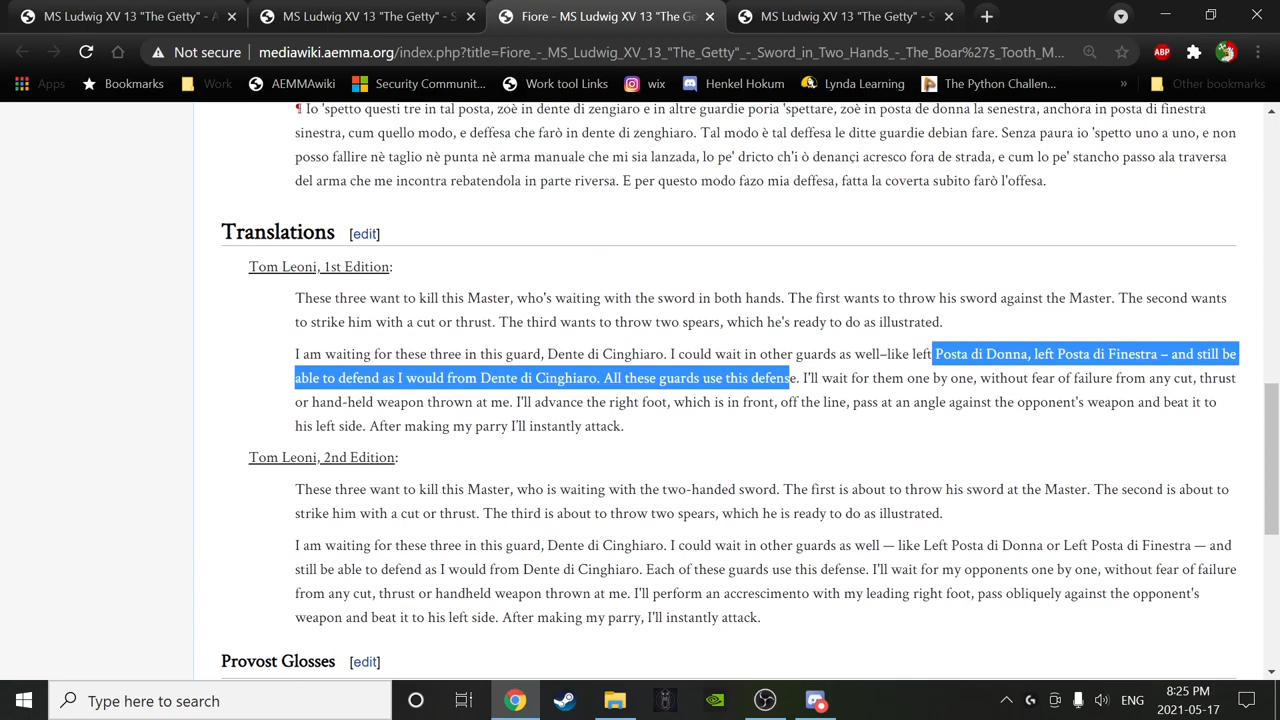 MS Ludwig XV 13 "The Getty" - A
MS Ludwig XV 13 "The Getty" - S
Fiore - MS Ludwig XV 13 "The Ge
MS Ludwig XV 13 "The Getty" - S
Not secure
mediawiki.aemma.org/index.php?title=Fiore_-_MS_Ludwig_XV_13_"The_Getty"_-_Sword_in_Two_Hands_-_The_Boar%27s_Tooth_M...
ABP
Apps
Bookmarks
Work
AEMMAwiki
Security Communit...
Work tool Links
wix
Henkel Hokum
Lynda Learning
The Python Challen...
»
Other bookmarks
¶ Io 'spetto questi tre in tal posta, zoè in dente di zengiaro e in altre guardie poria 'spettare, zoè in posta de donna la senestra, anchora in posta di finestra
sinestra, cum quello modo, e deffesa che farò in dente di zenghiaro. Tal modo è tal deffesa le ditte guardie debian fare. Senza paura io 'spetto uno a uno, e non
posso fallire nè taglio nè punta nè arma manuale che mi sia lanzada, lo pe' dricto ch'i ò denançi acresco fora de strada, e cum lo pe' stancho passo ala traversa
del arma che me incontra rebatendola in parte riversa. E per questo modo fazo mia deffesa, fatta la coverta subito farò l'offesa.
Translations [edit]
Tom Leoni, 1st Edition:
These three want to kill this Master, who's waiting with the sword in both hands. The first wants to throw his sword against the Master. The second wants
to strike him with a cut or thrust. The third wants to throw two spears, which he's ready to do as illustrated.
I am waiting for these three in this guard, Dente di Cinghiaro. I could wait in other guards as well–like left Posta di Donna, left Posta di Finestra – and still be
able to defend as I would from Dente di Cinghiaro. All these guards use this defense. I'll wait for them one by one, without fear of failure from any cut, thrust
or hand-held weapon thrown at me. I'll advance the right foot, which is in front, off the line, pass at an angle against the opponent's weapon and beat it to
his left side. After making my parry I'll instantly attack.
Tom Leoni, 2nd Edition:
These three want to kill this Master, who is waiting with the two-handed sword. The first is about to throw his sword at the Master. The second is about to
strike him with a cut or thrust. The third is about to throw two spears, which he is ready to do as illustrated.
I am waiting for these three in this guard, Dente di Cinghiaro. I could wait in other guards as well — like Left Posta di Donna or Left Posta di Finestra — and
still be able to defend as I would from Dente di Cinghiaro. Each of these guards use this defense. I'll wait for my opponents one by one, without fear of failure
from any cut, thrust or handheld weapon thrown at me. I'll perform an accrescimento with my leading right foot, pass obliquely against the opponent's
weapon and beat it to his left side. After making my parry, I'll instantly attack.
Provost Glosses [edit]
Type here to search
ENG
8:25 PM
2021-05-17